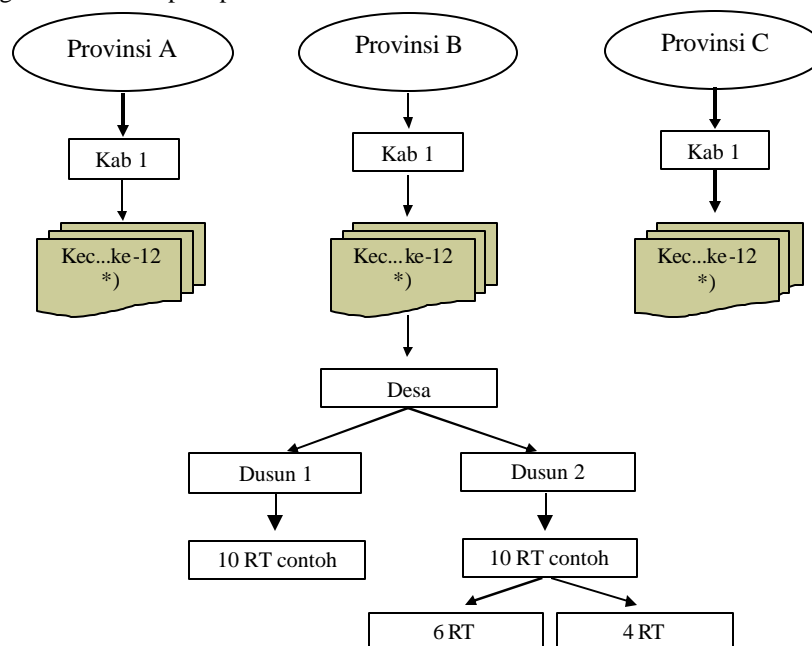 Provinsi A
Provinsi B
Provinsi C
Kab 1
Kab 1
Kab 1
Kec...ke-12
*)
Kec...ke-12
*)
Kec...ke-12
*)
Desa
Dusun 1
Dusun 2
10 RT contoh
10 RT contoh
6 RT
4 RT